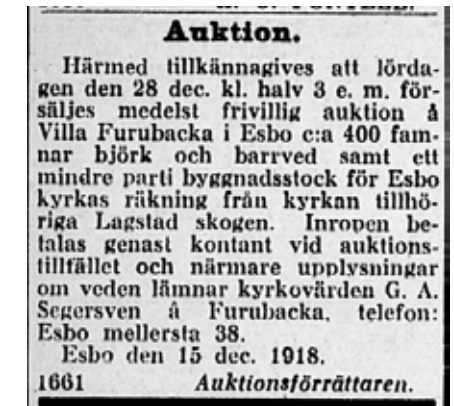 Auktion.
Härmed tillkännagives att lörda-
gen den 28 dec. kl. halv 3 e. m. för-
säljes medelst frivillig auktion å
Villa Furubacka i Esbo c:a 400 fam-
nar björk och barrved samt ett
mindre parti byggnadsstock för Esbo
kyrkas räkning från kyrkan tillhö-
riga Lagstad skogen. Inropen be-
talas genast kontant vid auktions-
tillfället och närmare upplysningar
om veden lämnar kyrkovärden G. A.
Segersven å Furubacka, telefon:
Esbo mellersta 38.
Esbo den 15 dec. 1918.
1661 Auktionsförrättaren.